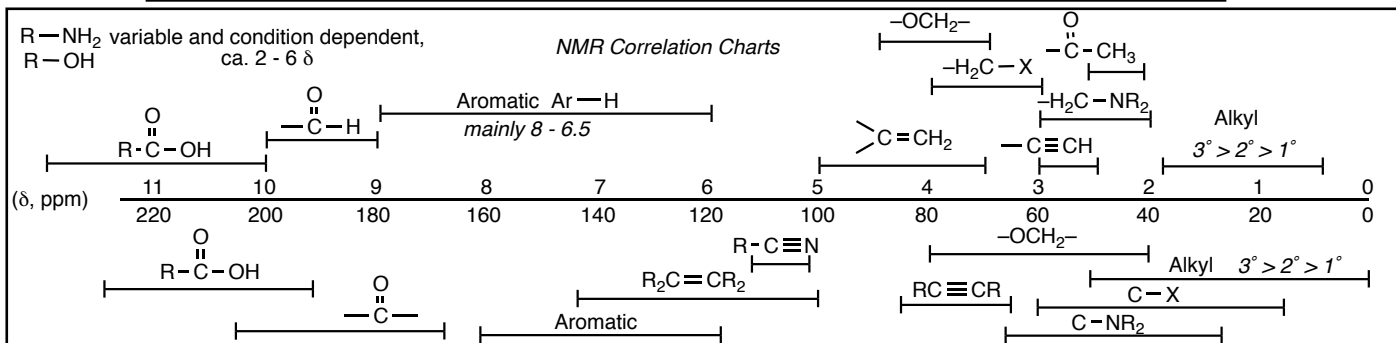 R—NH₂ variable and condition dependent,
R—OH ca. 2 - 6 δ
NMR Correlation Charts
–OCH₂–
O
C CH₃
–H₂C—X
O
R C OH
O
C—H
Aromatic Ar—H
mainly 8 - 6.5
C=CH₂
–H₂C—NR₂
C≡CH
Alkyl
3° > 2° > 1°
(δ, ppm)
11 10 9 8 7 6 5 4 3 2 1 0
220 200 180 160 140 120 100 80 60 40 20 0
O
R C OH
O
C
R-C≡N
R₂C=CR₂
Aromatic
–OCH₂–
RC≡CR
Alkyl 3° > 2° > 1°
C—X
C—NR₂